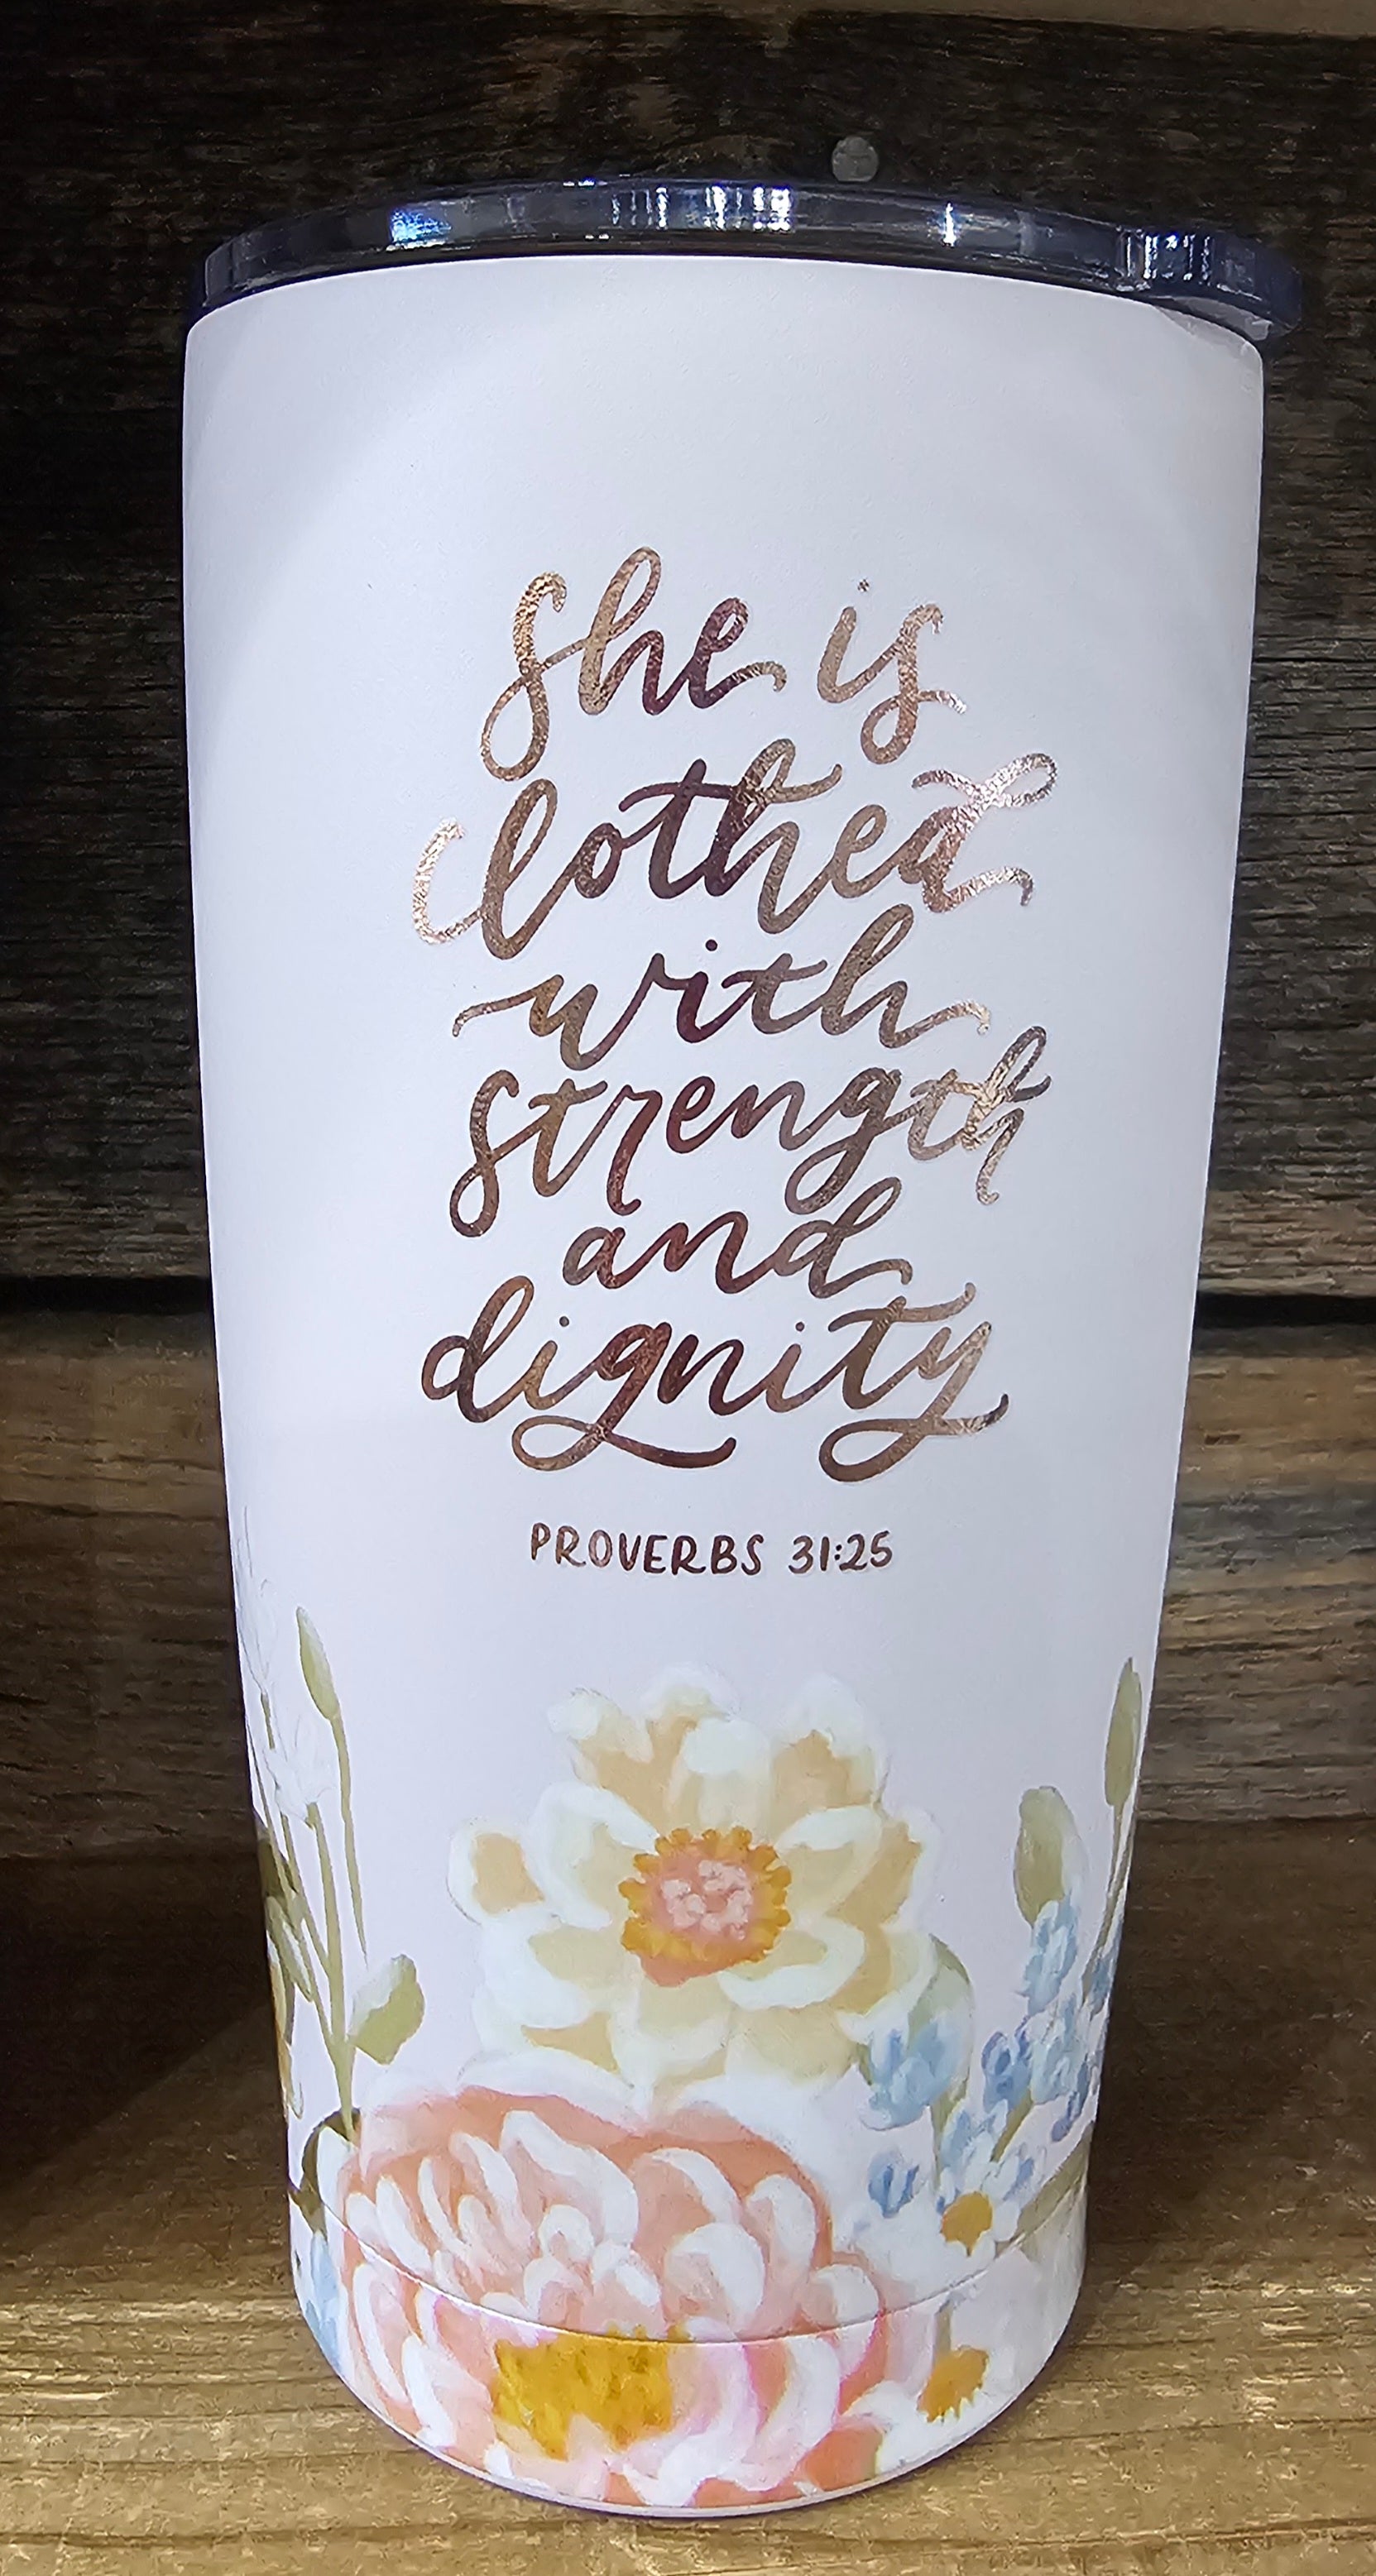 she is
clothed
with
strength
and
dignity
PROVERBS 31:25